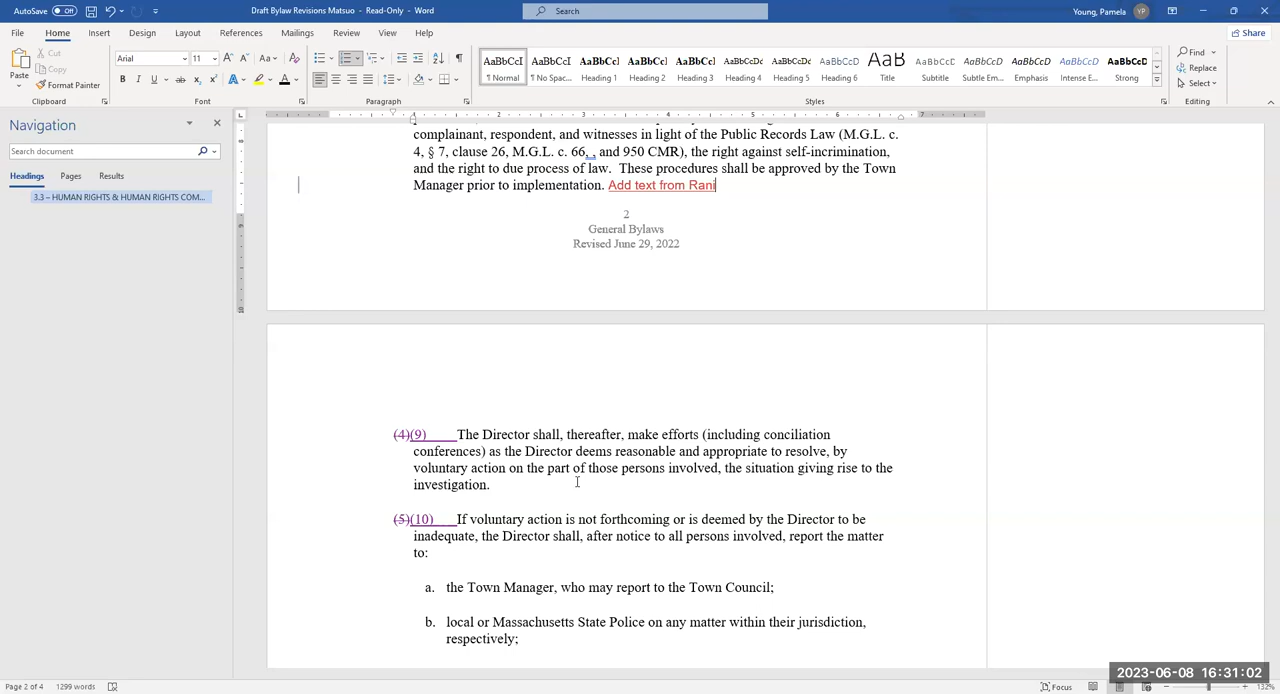 AutoSave Off
Draft Bylaw Revisions Matsuo - Read-Only - Word
Search
Young, Pamela YP
File Home Insert Design Layout References Mailings Review View Help
Share
Paste
Cut
Copy
Format Painter
Clipboard
Arial 11
Font
Paragraph
AaBbCcI AaBbCcI AaBbCc AaBbCc AaBbCc AaBbCcDc AaBbCcDc AaBbCcD AaB AaBbCcD AaBbCcD AaBbCcD AaBbCcD AaBbCcD
¶ Normal ¶ No Spac... Heading 1 Heading 2 Heading 3 Heading 4 Heading 5 Heading 6 Title Subtitle Subtle Em... Emphasis Intense E... Strong
Styles
Find
Replace
Select
Editing
Navigation
Search document
Headings Pages Results
3.3 – HUMAN RIGHTS & HUMAN RIGHTS COM...
complainant, respondent, and witnesses in light of the Public Records Law (M.G.L. c.
4, § 7, clause 26, M.G.L. c. 66, , and 950 CMR), the right against self-incrimination,
and the right to due process of law. These procedures shall be approved by the Town
Manager prior to implementation. Add text from Rani
2
General Bylaws
Revised June 29, 2022
(4)(9) The Director shall, thereafter, make efforts (including conciliation
conferences) as the Director deems reasonable and appropriate to resolve, by
voluntary action on the part of those persons involved, the situation giving rise to the
investigation.
(5)(10) If voluntary action is not forthcoming or is deemed by the Director to be
inadequate, the Director shall, after notice to all persons involved, report the matter
to:
a. the Town Manager, who may report to the Town Council;
b. local or Massachusetts State Police on any matter within their jurisdiction,
respectively;
Page 2 of 4 1299 words
Focus
132%
2023-06-08 16:31:02